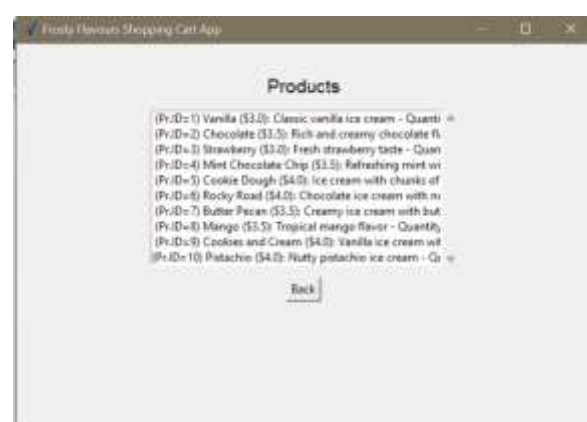 Frosty Flavours Shopping Cart App
Products
(Pr.ID=1) Vanilla ($3.0): Classic vanilla ice cream - Quanti
(Pr.ID=2) Chocolate ($3.5): Rich and creamy chocolate fl
(Pr.ID=3) Strawberry ($3.0): Fresh strawberry taste - Quan
(Pr.ID=4) Mint Chocolate Chip ($3.5): Refreshing mint wi
(Pr.ID=5) Cookie Dough ($4.0): Ice cream with chunks of
(Pr.ID=6) Rocky Road ($4.0): Chocolate ice cream with
(Pr.ID=7) Butter Pecan ($3.5): Creamy ice cream with but
(Pr.ID=8) Mango ($3.5): Tropical mango flavor - Quantity
(Pr.ID=9) Cookies and Cream ($4.0): Vanilla ice cream wit
(Pr.ID=10) Pistachio ($4.0): Nutty pistachio ice cream - Q
Back